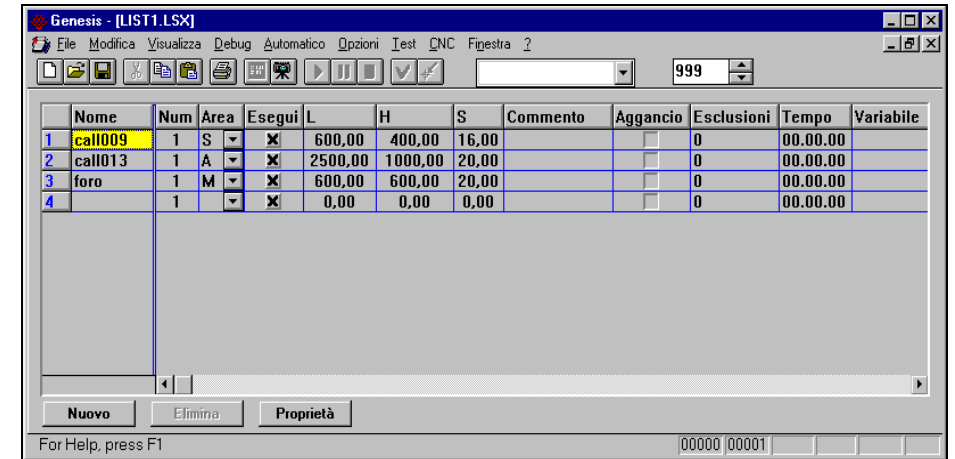 Genesis - [LIST1.LSX]
File Modifica Visualizza Debug Automatico Opzioni Test CNC Finestra ?
999
Nome Num Area Esegui L H S Commento Aggancio Esclusioni Tempo Variabile
1 call009 1 S 600,00 400,00 16,00 0 00.00.00
2 call013 1 A 2500,00 1000,00 20,00 0 00.00.00
3 foro 1 M 600,00 600,00 20,00 0 00.00.00
4 1 0,00 0,00 0,00 0 00.00.00
Nuovo Elimina Proprietà
For Help, press F1 00000 00001